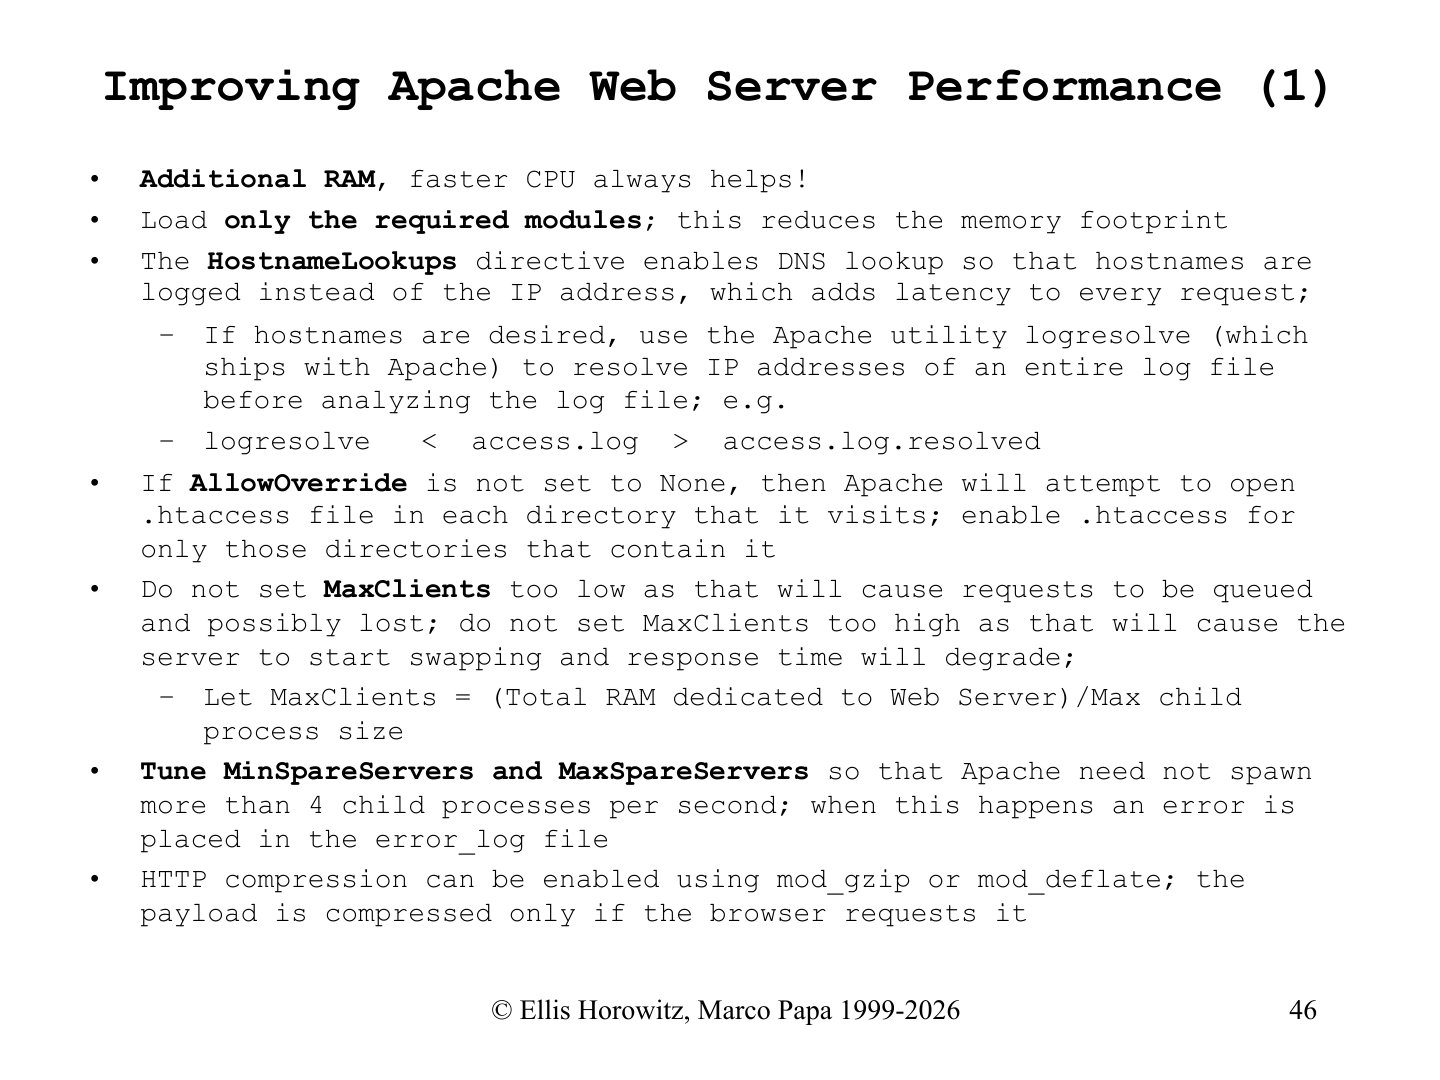 Improving Apache Web Server Performance (1)
• Additional RAM, faster CPU always helps!
• Load only the required modules; this reduces the memory footprint
• The HostnameLookups directive enables DNS lookup so that hostnames are
logged instead of the IP address, which adds latency to every request;
– If hostnames are desired, use the Apache utility logresolve (which
ships with Apache) to resolve IP addresses of an entire log file
before analyzing the log file; e.g.
– logresolve < access.log > access.log.resolved
• If AllowOverride is not set to None, then Apache will attempt to open
.htaccess file in each directory that it visits; enable .htaccess for
only those directories that contain it
• Do not set MaxClients too low as that will cause requests to be queued
and possibly lost; do not set MaxClients too high as that will cause the
server to start swapping and response time will degrade;
– Let MaxClients = (Total RAM dedicated to Web Server)/Max child
process size
• Tune MinSpareServers and MaxSpareServers so that Apache need not spawn
more than 4 child processes per second; when this happens an error is
placed in the error_log file
• HTTP compression can be enabled using mod_gzip or mod_deflate; the
payload is compressed only if the browser requests it
© Ellis Horowitz, Marco Papa 1999-2026
46